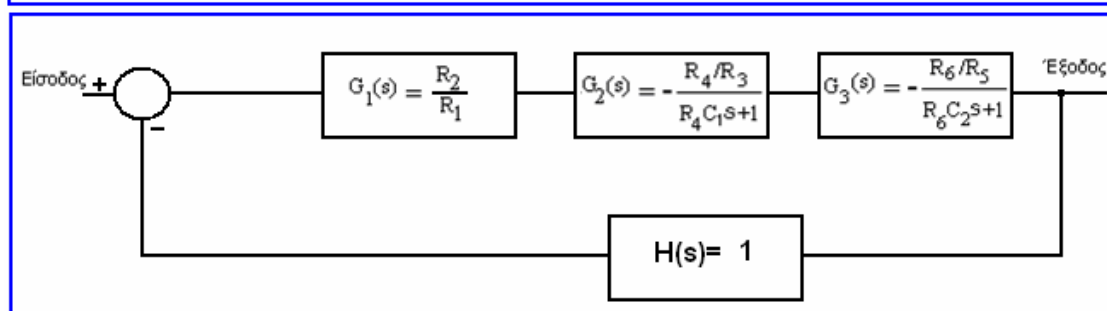 Είσοδος
+
−
G₁(s) = R₂/R₁
G₂(s) = - (R₄/R₃)/(R₄C₁s+1)
G₃(s) = - (R₆/R₅)/(R₆C₂s+1)
Έξοδος
H(s)= 1